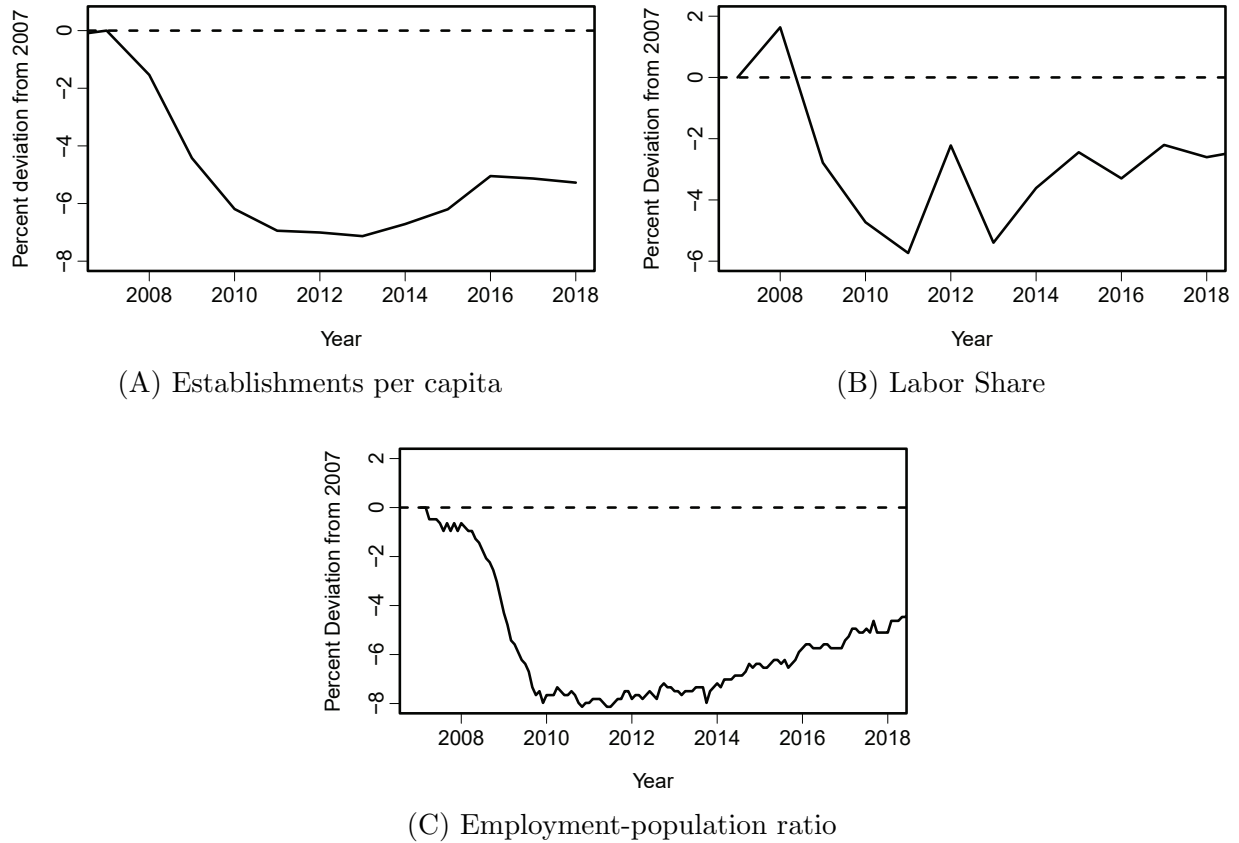 Percent deviation from 2007
0
−2
−4
−6
−8
2008 2010 2012 2014 2016 2018
Year
(A) Establishments per capita
Percent Deviation from 2007
2
0
−2
−4
−6
2008 2010 2012 2014 2016 2018
Year
(B) Labor Share
Percent Deviation from 2007
2
0
−2
−4
−6
−8
2008 2010 2012 2014 2016 2018
Year
(C) Employment-population ratio